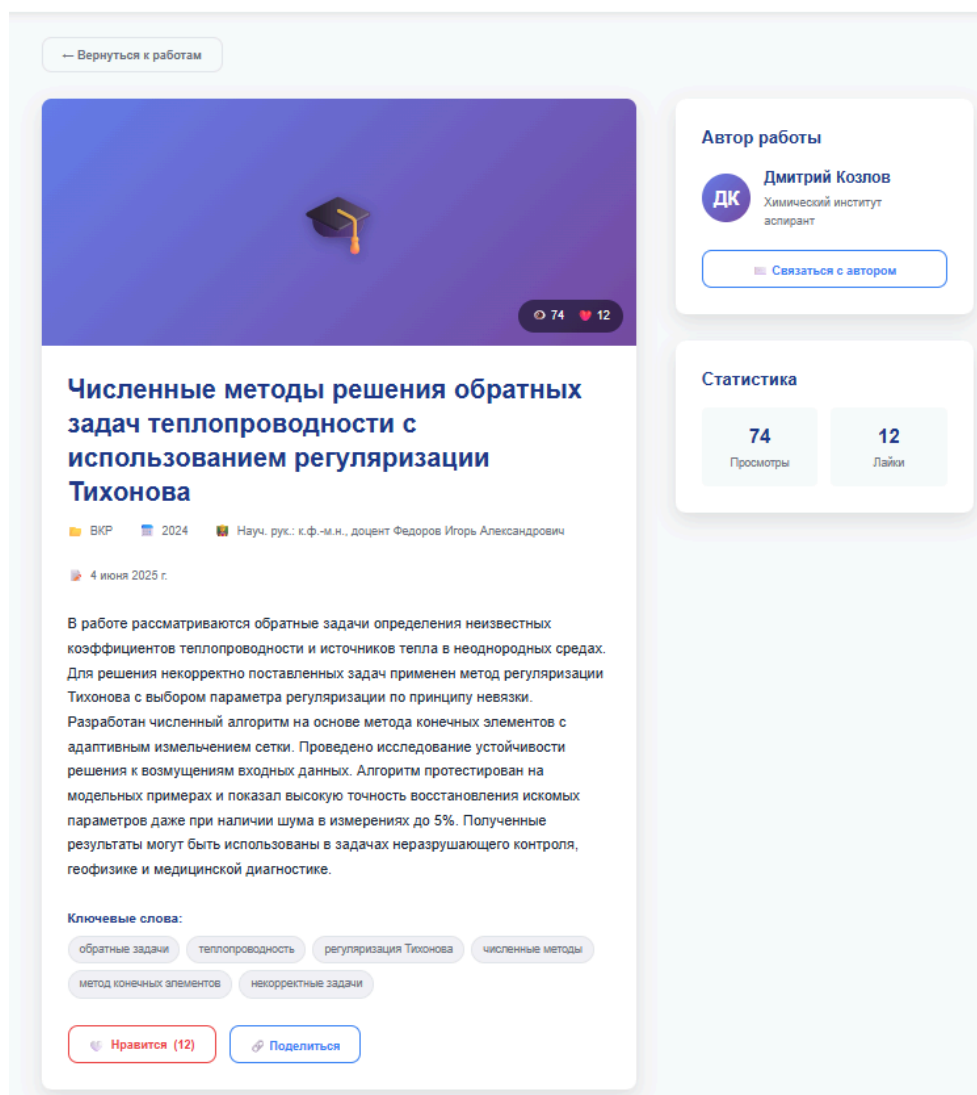 ← Вернуться к работам
74 12
Численные методы решения обратных
задач теплопроводности с
использованием регуляризации
Тихонова
ВКР 2024 Науч. рук.: к.ф.-м.н., доцент Федоров Игорь Александрович
4 июня 2025 г.
В работе рассматриваются обратные задачи определения неизвестных
коэффициентов теплопроводности и источников тепла в неоднородных средах.
Для решения некорректно поставленных задач применен метод регуляризации
Тихонова с выбором параметра регуляризации по принципу невязки.
Разработан численный алгоритм на основе метода конечных элементов с
адаптивным измельчением сетки. Проведено исследование устойчивости
решения к возмущениям входных данных. Алгоритм протестирован на
модельных примерах и показал высокую точность восстановления искомых
параметров даже при наличии шума в измерениях до 5%. Полученные
результаты могут быть использованы в задачах неразрушающего контроля,
геофизике и медицинской диагностике.
Ключевые слова:
обратные задачи теплопроводность регуляризация Тихонова численные методы
метод конечных элементов некорректные задачи
Нравится (12) Поделиться
Автор работы
ДК
Дмитрий Козлов
Химический институт
аспирант
Связаться с автором
Статистика
74 12
Просмотры Лайки